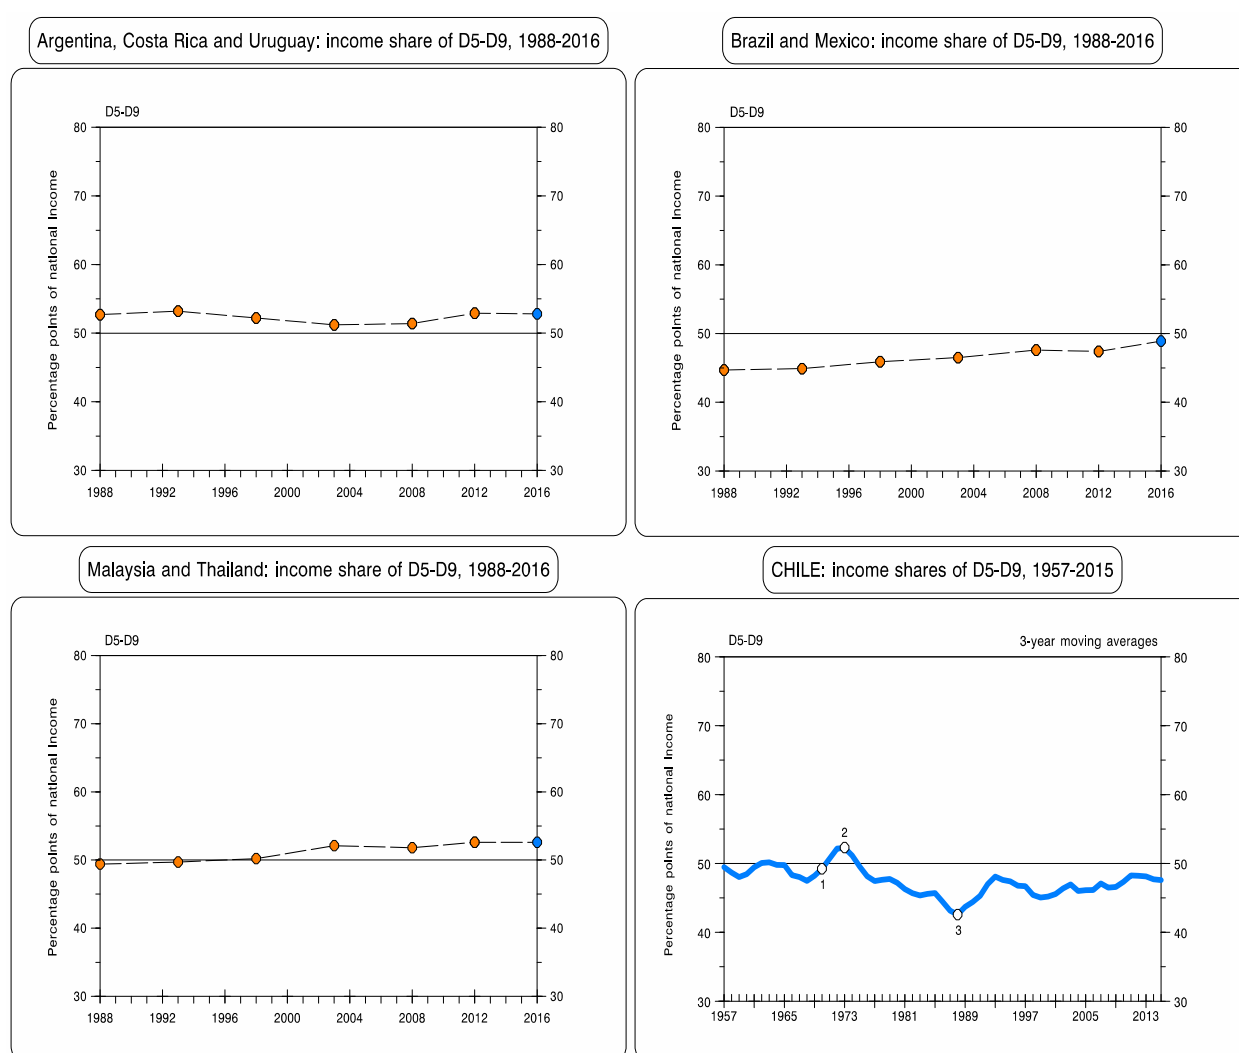 Argentina, Costa Rica and Uruguay: income share of D5-D9, 1988-2016
D5-D9
Percentage points of national Income
80 80
70 70
60 60
50 50
40 40
30 30
1988 1992 1996 2000 2004 2008 2012 2016
Brazil and Mexico: income share of D5-D9, 1988-2016
D5-D9
Percentage points of national Income
80 80
70 70
60 60
50 50
40 40
30 30
1988 1992 1996 2000 2004 2008 2012 2016
Malaysia and Thailand: income share of D5-D9, 1988-2016
D5-D9
Percentage points of national Income
80 80
70 70
60 60
50 50
40 40
30 30
1988 1992 1996 2000 2004 2008 2012 2016
CHILE: income shares of D5-D9, 1957-2015
D5-D9 3-year moving averages
Percentage points of national Income
80 80
70 70
60 60
2
50 50
1
40 40
3
30 30
1957 1965 1973 1981 1989 1997 2005 2013